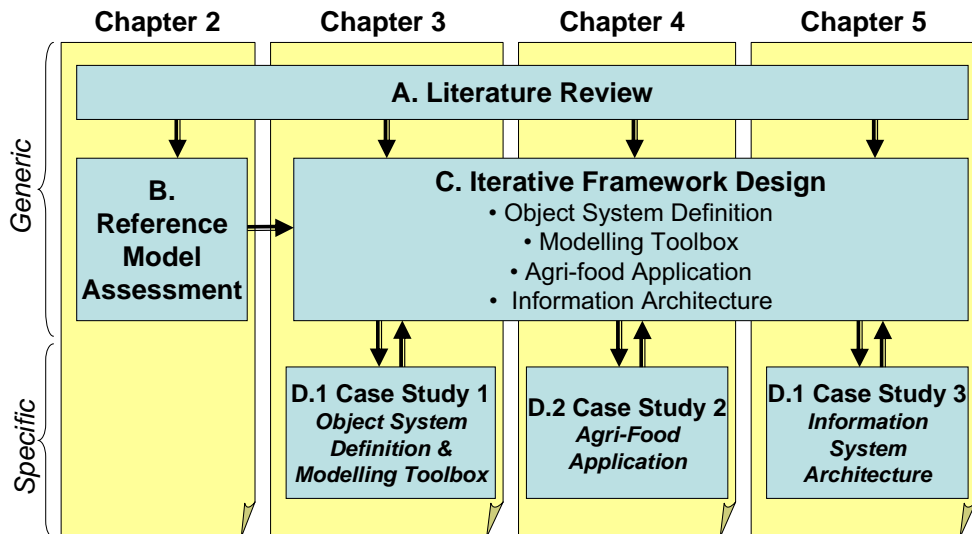 Chapter 2
Chapter 3
Chapter 4
Chapter 5
Generic
A. Literature Review
B.
Reference
Model
Assessment
C. Iterative Framework Design
• Object System Definition
• Modelling Toolbox
• Agri-food Application
• Information Architecture
Specific
D.1 Case Study 1
Object System
Definition &
Modelling Toolbox
D.2 Case Study 2
Agri-Food
Application
D.1 Case Study 3
Information
System
Architecture